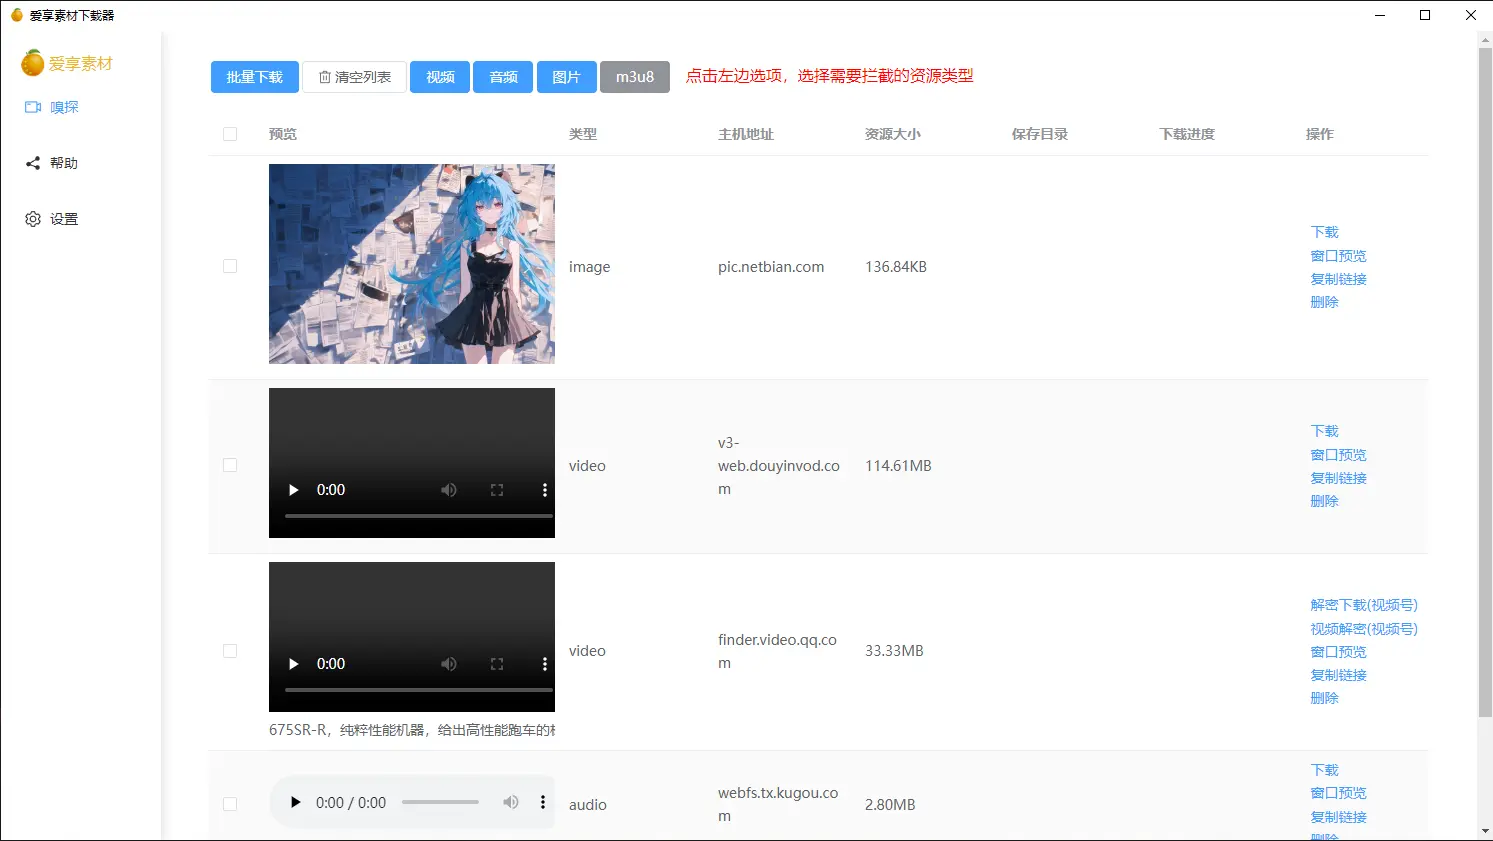 爱享素材下载器
爱享素材
嗅探
帮助
设置
批量下载 清空列表 视频 音频 图片 m3u8 点击左边选项，选择需要拦截的资源类型
预览 类型 主机地址 资源大小 保存目录 下载进度 操作
image pic.netbian.com 136.84KB
下载
窗口预览
复制链接
删除
0:00
video
v3-
web.douyinvod.co
m
114.61MB
下载
窗口预览
复制链接
删除
0:00
675SR-R，纯粹性能机器，给出高性能跑车的
video
finder.video.qq.co
m
33.33MB
解密下载(视频号)
视频解密(视频号)
窗口预览
复制链接
删除
0:00 / 0:00
audio
webfs.tx.kugou.co
m
2.80MB
下载
窗口预览
复制链接
删除